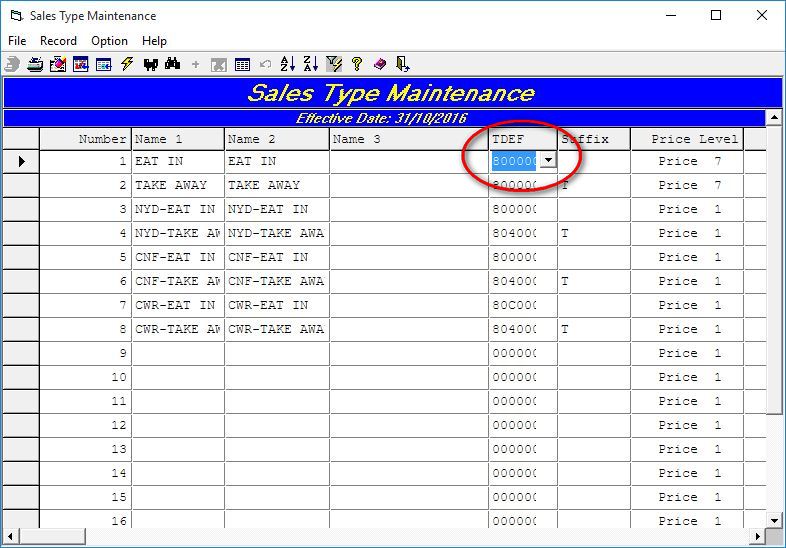 Sales Type Maintenance
File Record Option Help
Sales Type Maintenance
Effective Date: 31/10/2016
Number Name 1 Name 2 Name 3 TDEF Suffix Price Level
1 EAT IN EAT IN 800000 Price 7
2 TAKE AWAY TAKE AWAY 800000 T Price 7
3 NYD-EAT IN NYD-EAT IN 800000 Price 1
4 NYD-TAKE AW NYD-TAKE AWA 804000 T Price 1
5 CNF-EAT IN CNF-EAT IN 800000 Price 1
6 CNF-TAKE AW CNF-TAKE AWA 804000 T Price 1
7 CWR-EAT IN CWR-EAT IN 80C000 Price 1
8 CWR-TAKE AW CWR-TAKE AWA 804000 T Price 1
9 000000 Price 1
10 000000 Price 1
11 000000 Price 1
12 000000 Price 1
13 000000 Price 1
14 000000 Price 1
15 000000 Price 1
16 000000 Price 1